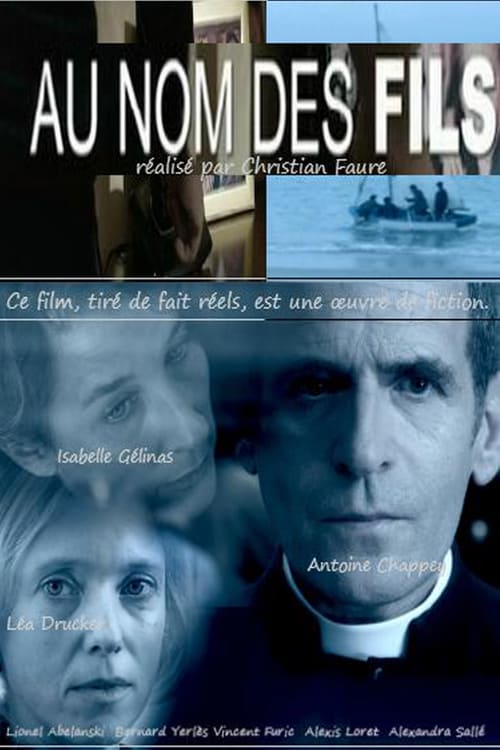 AU NOM DES FILS
réalisé par Christian Faure
Ce film, tiré de fait réels, est une œuvre de fiction.
Isabelle Gélinas
Antoine Chappey
Léa Drucker
Lionel Abelanski Bernard Yerlès Vincent Furic Alexis Loret Alexandra Sallé